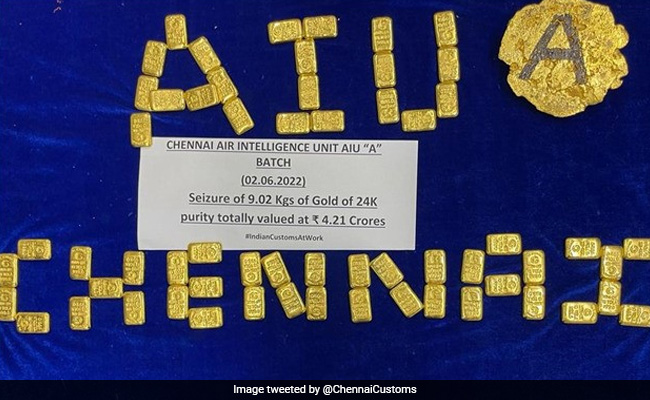 AIU
A
CHENNAI AIR INTELLIGENCE UNIT AIU "A"
BATCH
(02.06.2022)
Seizure of 9.02 Kgs of Gold of 24K
purity totally valued at ₹ 4.21 Crores
#IndianCustomsAtWork
CHENNAI
Image tweeted by @ChennaiCustoms